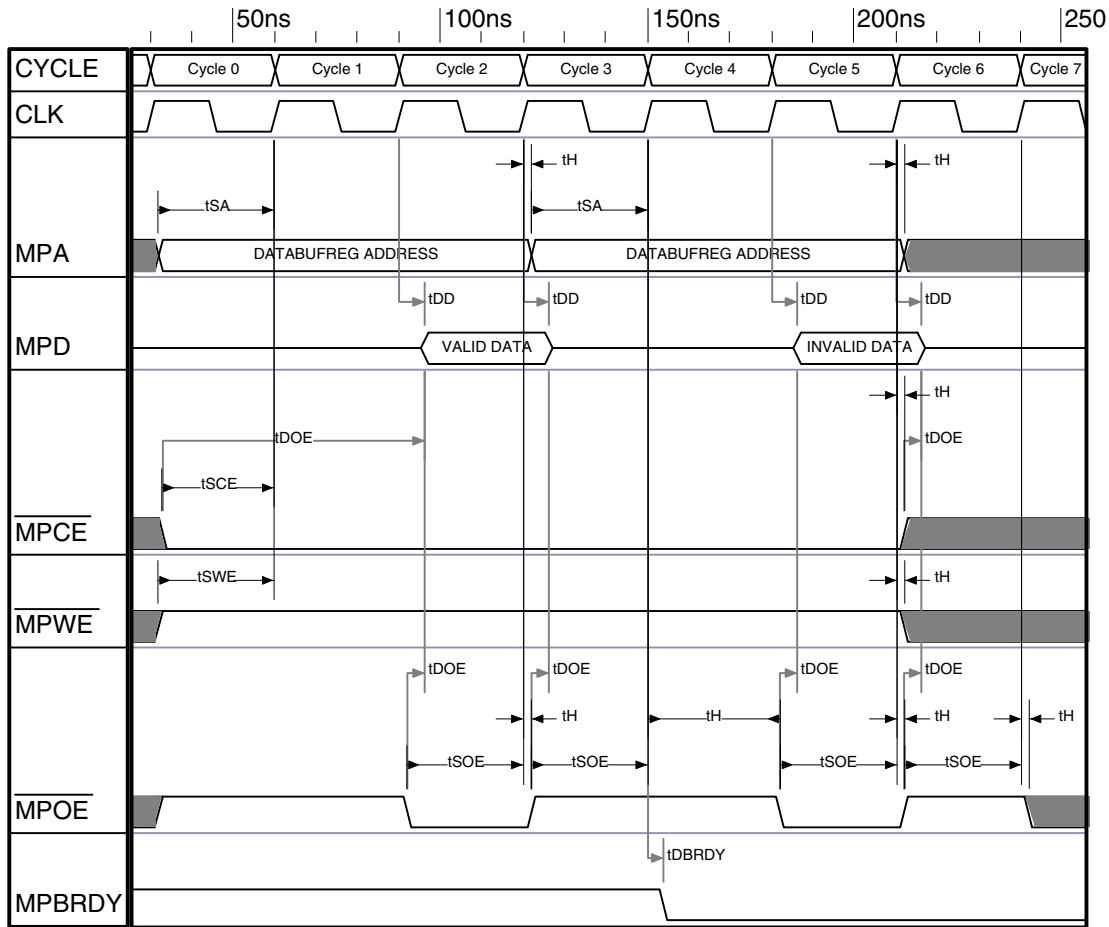 50ns 100ns 150ns 200ns 250
CYCLE Cycle 0 Cycle 1 Cycle 2 Cycle 3 Cycle 4 Cycle 5 Cycle 6 Cycle 7
CLK
tH tH
tSA tSA
MPA DATABUFREG ADDRESS DATABUFREG ADDRESS
tDD tDD tDD tDD
MPD VALID DATA INVALID DATA
tH
tDOE tDOE
tSCE
MPCE
tSWE tH
MPWE
tDOE tDOE tDOE tDOE
tH tH tH tH
tSOE tSOE tSOE tSOE
MPOE
tDBRDY
MPBRDY